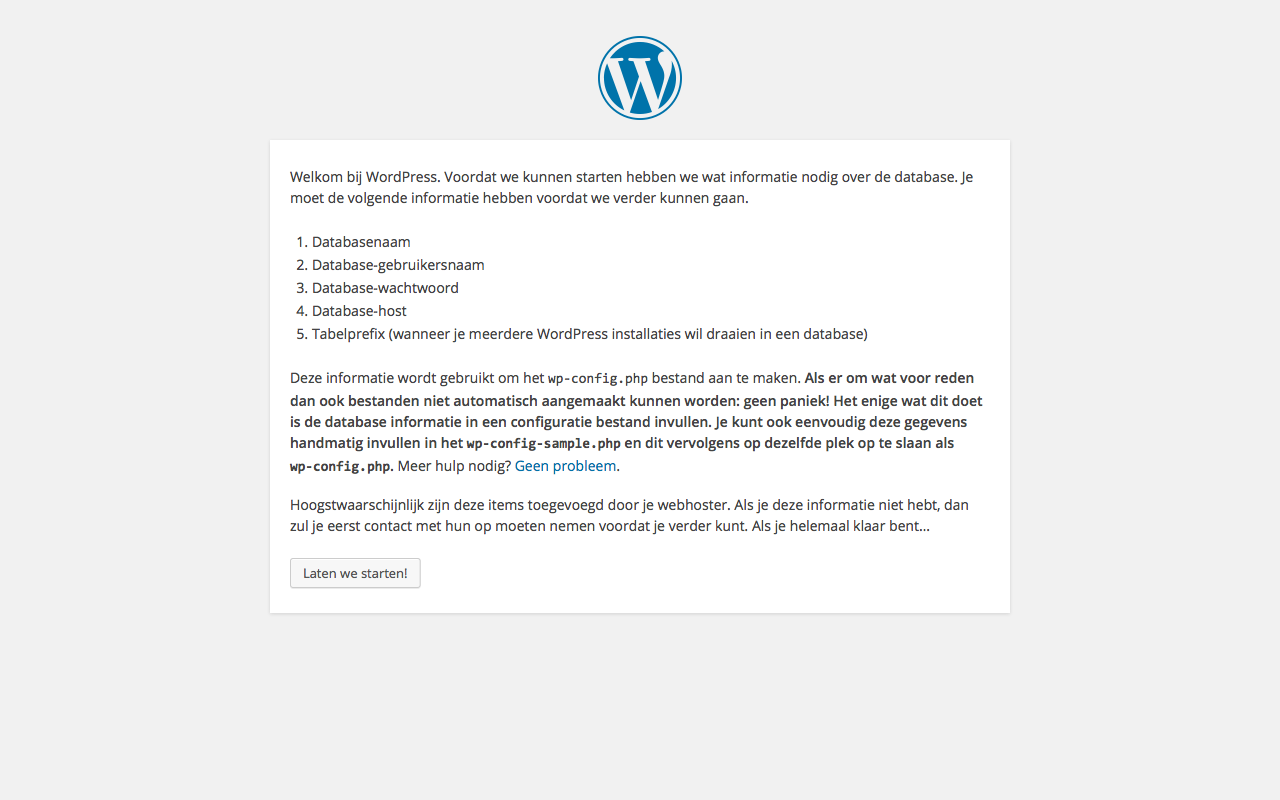 Welkom bij WordPress. Voordat we kunnen starten hebben we wat informatie nodig over de database. Je
moet de volgende informatie hebben voordat we verder kunnen gaan.
1. Databasenaam
2. Database-gebruikersnaam
3. Database-wachtwoord
4. Database-host
5. Tabelprefix (wanneer je meerdere WordPress installaties wil draaien in een database)
Deze informatie wordt gebruikt om het wp-config.php bestand aan te maken. Als er om wat voor reden
dan ook bestanden niet automatisch aangemaakt kunnen worden: geen paniek! Het enige wat dit doet
is de database informatie in een configuratie bestand invullen. Je kunt ook eenvoudig deze gegevens
handmatig invullen in het wp-config-sample.php en dit vervolgens op dezelfde plek op te slaan als
wp-config.php. Meer hulp nodig? Geen probleem.
Hoogstwaarschijnlijk zijn deze items toegevoegd door je webhoster. Als je deze informatie niet hebt, dan
zul je eerst contact met hun op moeten nemen voordat je verder kunt. Als je helemaal klaar bent...
Laten we starten!